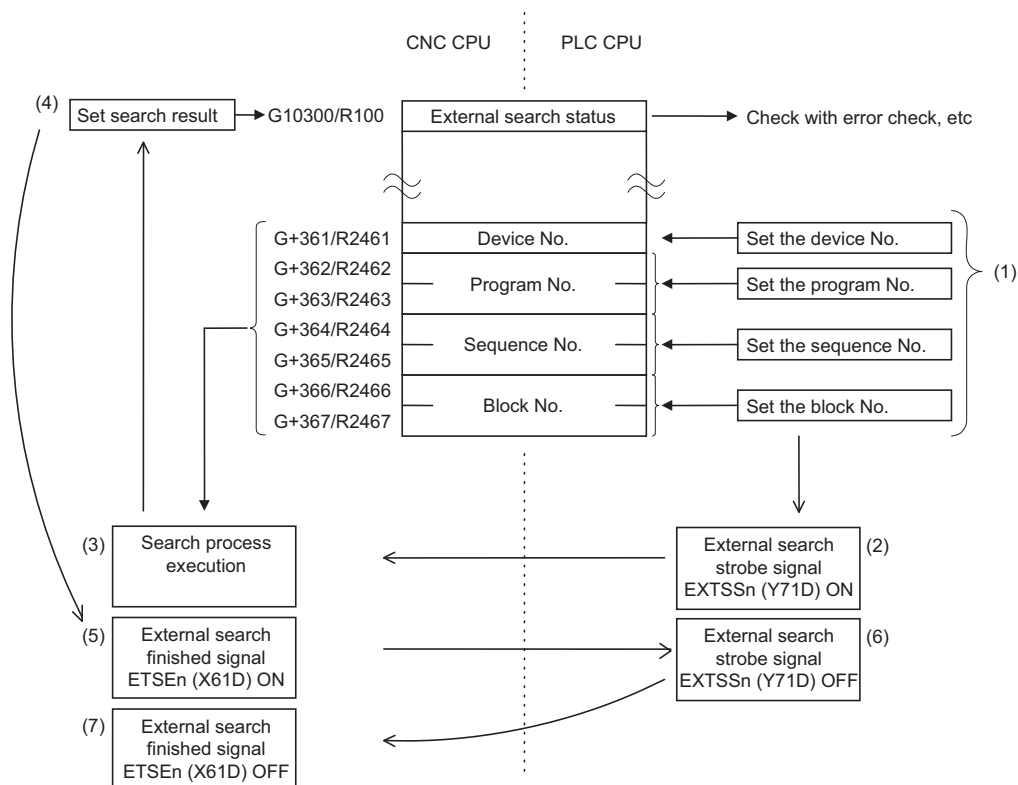 CNC CPU
PLC CPU
(4)
Set search result
G10300/R100
External search status
Check with error check, etc
G+361/R2461
Device No.
Set the device No.
G+362/R2462
G+363/R2463
Program No.
Set the program No.
(1)
G+364/R2464
G+365/R2465
Sequence No.
Set the sequence No.
G+366/R2466
G+367/R2467
Block No.
Set the block No.
(3)
Search process
execution
External search
strobe signal
EXTSSn (Y71D) ON
(2)
(5)
External search
finished signal
ETSEn (X61D) ON
External search
strobe signal
EXTSSn (Y71D) OFF
(6)
(7)
External search
finished signal
ETSEn (X61D) OFF